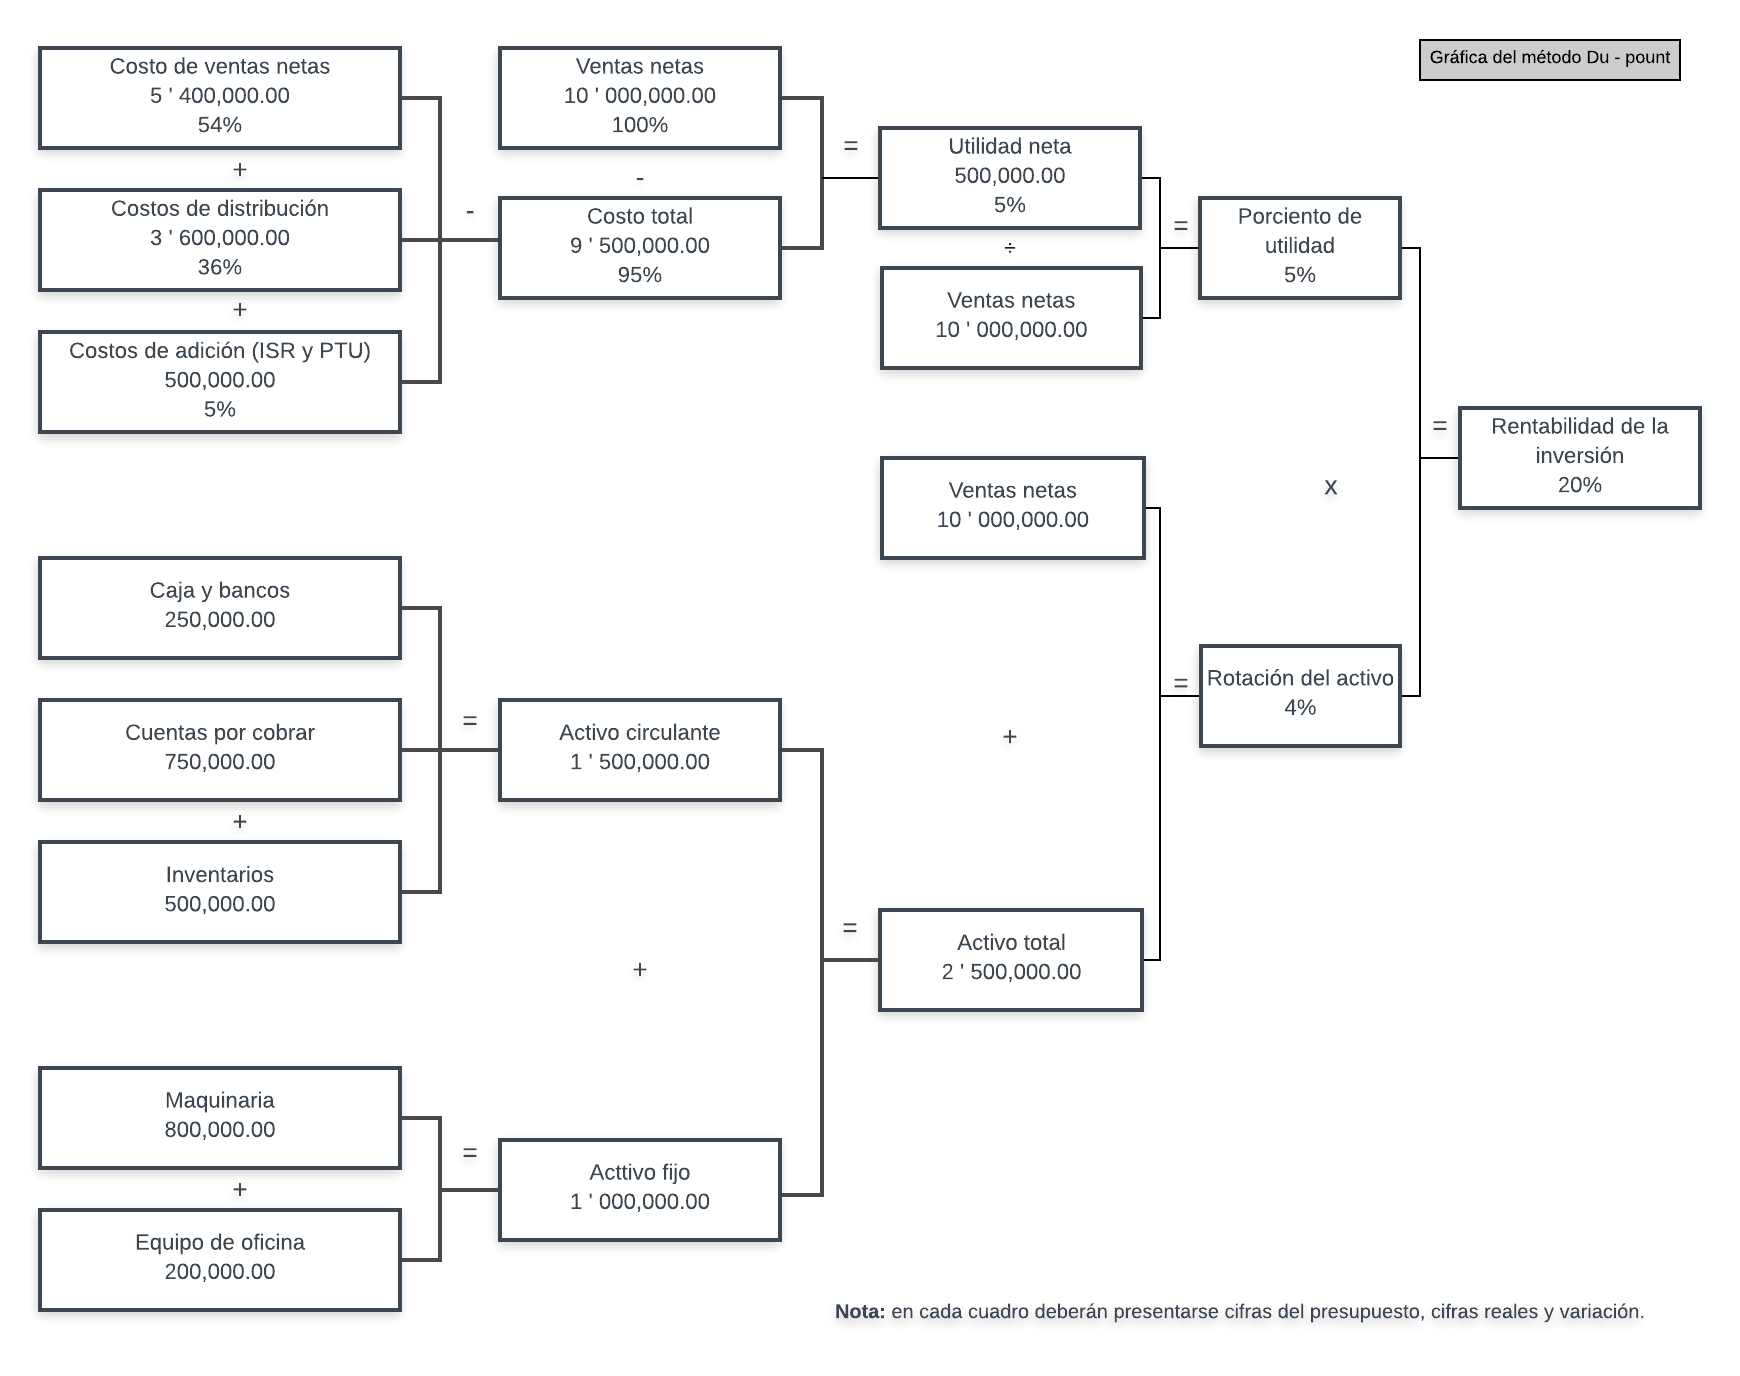 Gráfica del método Du - pount
Costo de ventas netas
5 ' 400,000.00
54%
+
Costos de distribución
3 ' 600,000.00
36%
+
Costos de adición (ISR y PTU)
500,000.00
5%
-
Ventas netas
10 ' 000,000.00
100%
-
Costo total
9 ' 500,000.00
95%
=
Utilidad neta
500,000.00
5%
÷
Ventas netas
10 ' 000,000.00
=
Porciento de
utilidad
5%
x
=
Rentabilidad de la
inversión
20%
Ventas netas
10 ' 000,000.00
+
=
Rotación del activo
4%
Caja y bancos
250,000.00
Cuentas por cobrar
750,000.00
+
Inventarios
500,000.00
=
Activo circulante
1 ' 500,000.00
+
=
Activo total
2 ' 500,000.00
Maquinaria
800,000.00
+
Equipo de oficina
200,000.00
=
Acttivo fijo
1 ' 000,000.00
Nota: en cada cuadro deberán presentarse cifras del presupuesto, cifras reales y variación.